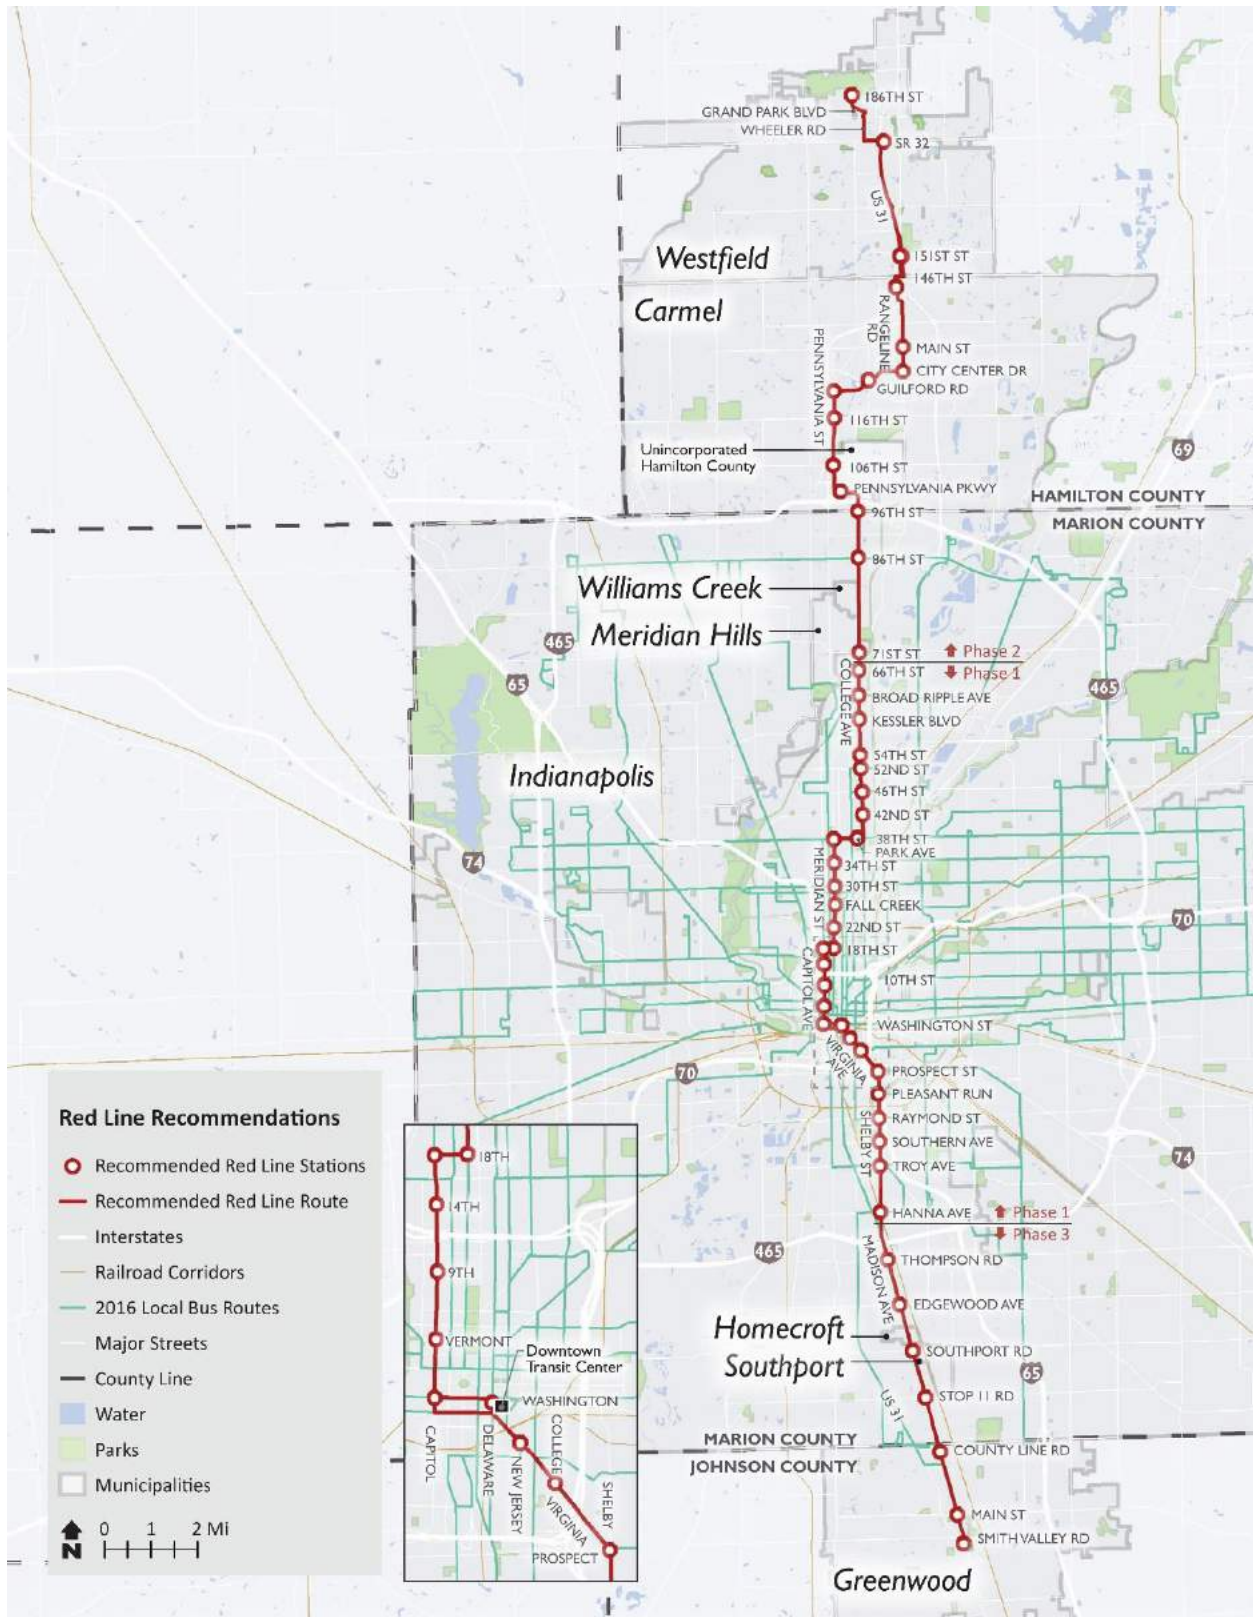 186TH ST
GRAND PARK BLVD
WHEELER RD
SR 32
US 31
Westfield
151ST ST
146TH ST
Carmel
RANGELINE
RD
PENNSYLVANIA ST
MAIN ST
CITY CENTER DR
GUILFORD RD
116TH ST
Unincorporated
Hamilton County
106TH ST
69
PENNSYLVANIA PKWY
HAMILTON COUNTY
96TH ST
MARION COUNTY
86TH ST
Williams Creek
Meridian Hills
465
71ST ST
Phase 2
66TH ST
Phase 1
65
465
COLLEGE AVE
BROAD RIPPLE AVE
KESSLER BLVD
54TH ST
52ND ST
Indianapolis
46TH ST
42ND ST
38TH ST
PARK AVE
74
MERIDIAN ST
34TH ST
30TH ST
FALL CREEK
70
22ND ST
18TH ST
CAPITOL AVE
10TH ST
WASHINGTON ST
VIRGINIA
AVE
70
PROSPECT ST
PLEASANT RUN
RAYMOND ST
SHELBY ST
SOUTHERN AVE
74
TROY AVE
HANNA AVE
Phase 1
Phase 3
465
MADISON AVE
THOMPSON RD
EDGEWOOD AVE
Homecroft
Southport
SOUTHPORT RD
65
US 31
STOP 11 RD
MARION COUNTY
COUNTY LINE RD
JOHNSON COUNTY
MAIN ST
SMITH VALLEY RD
Greenwood
Red Line Recommendations
Recommended Red Line Stations
Recommended Red Line Route
Interstates
Railroad Corridors
2016 Local Bus Routes
Major Streets
County Line
Water
Parks
Municipalities
N
0 1 2 Mi
18TH
14TH
9TH
VERMONT
Downtown
Transit Center
WASHINGTON
CAPITOL
DELAWARE
NEW JERSEY
COLLEGE
VIRGINIA
SHELBY
PROSPECT